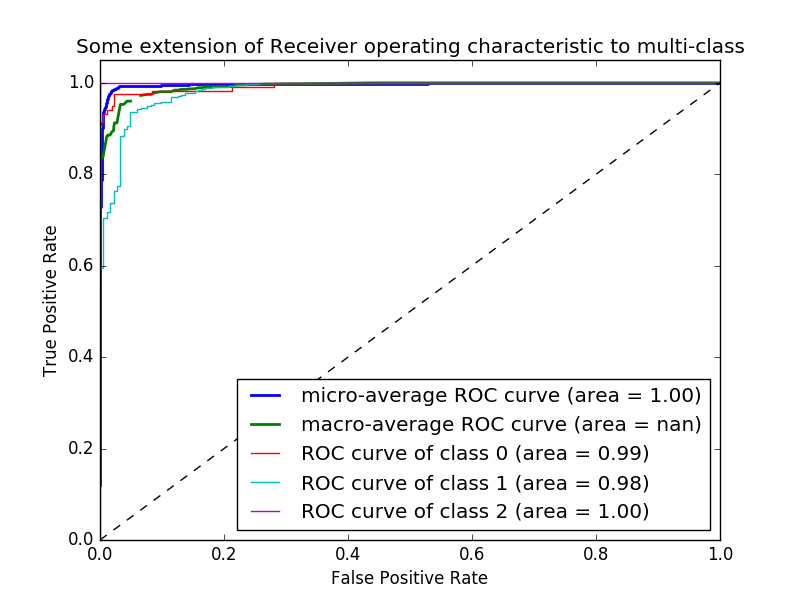 Some extension of Receiver operating characteristic to multi-class
True Positive Rate
1.0
0.8
0.6
0.4
0.2
0.0
micro-average ROC curve (area = 1.00)
macro-average ROC curve (area = nan)
ROC curve of class 0 (area = 0.99)
ROC curve of class 1 (area = 0.98)
ROC curve of class 2 (area = 1.00)
0.0 0.2 0.4 0.6 0.8 1.0
False Positive Rate